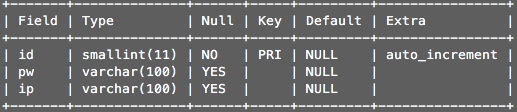 +-------+--------------+------+-----+---------+----------------+
| Field | Type         | Null | Key | Default | Extra          |
+-------+--------------+------+-----+---------+----------------+
| id    | smallint(11) | NO   | PRI | NULL    | auto_increment |
| pw    | varchar(100) | YES  |     | NULL    |                |
| ip    | varchar(100) | YES  |     | NULL    |                |
+-------+--------------+------+-----+---------+----------------+